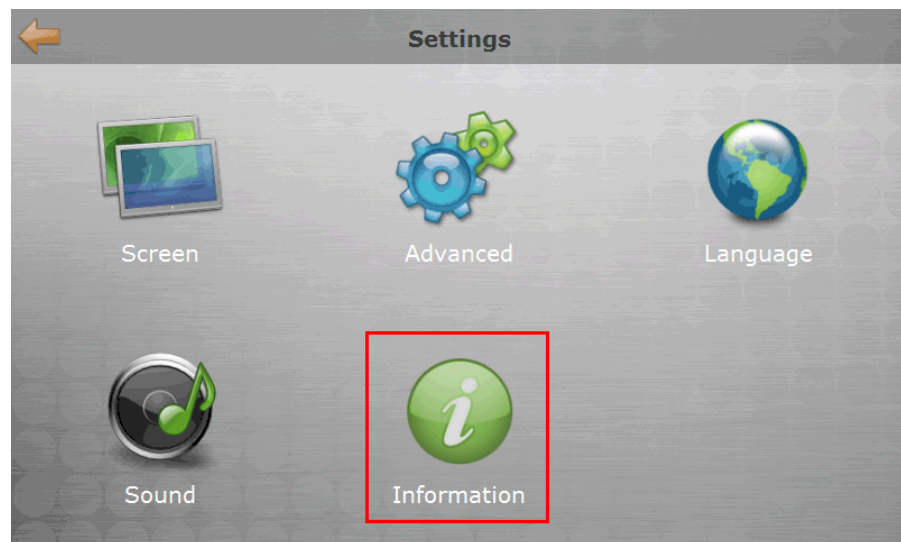 Settings
Screen
Advanced
Language
Sound
Information